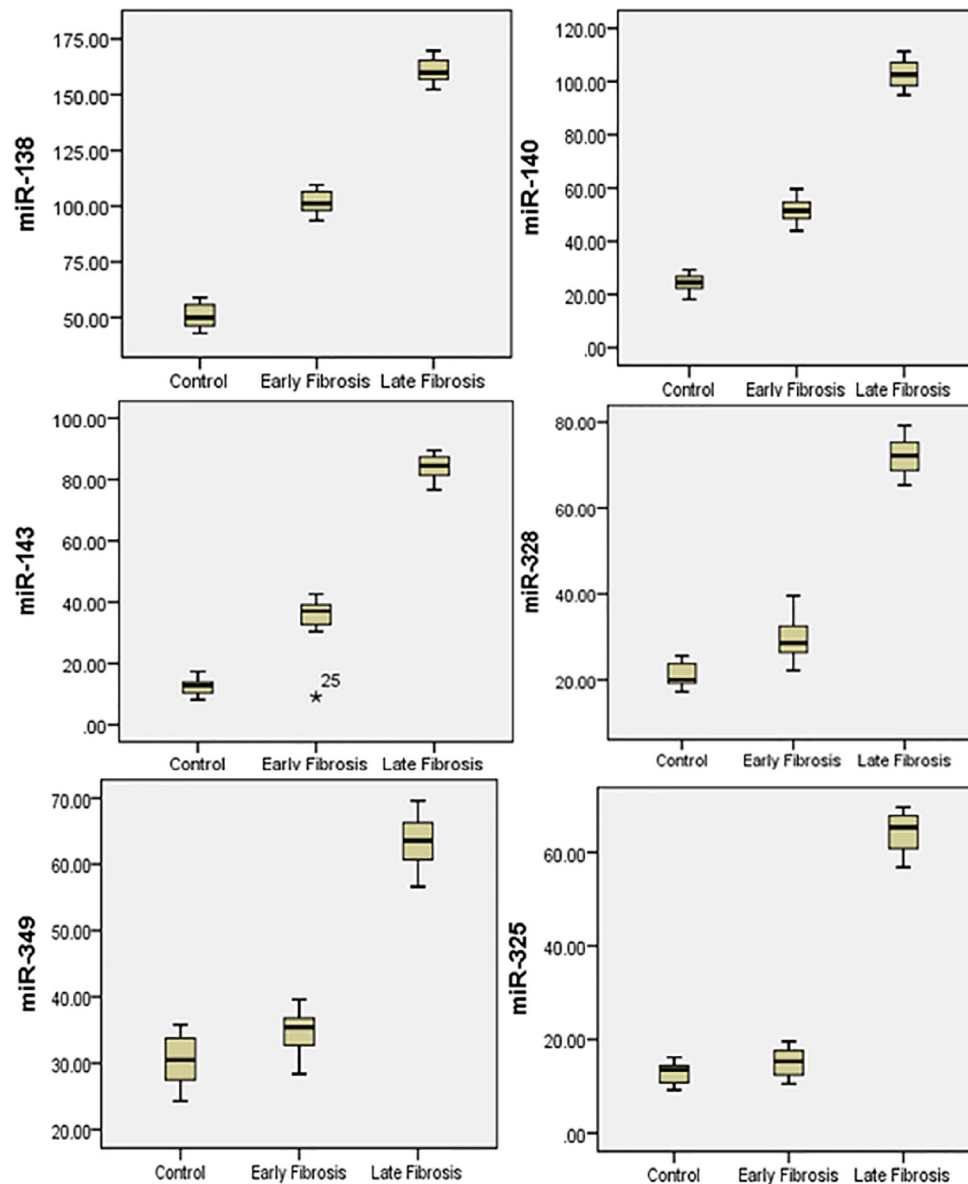 miR-138
175.00
150.00
125.00
100.00
75.00
50.00
Control Early Fibrosis Late Fibrosis
miR-140
120.00
100.00
80.00
60.00
40.00
20.00
.00
Control Early Fibrosis Late Fibrosis
miR-143
100.00
80.00
60.00
40.00
20.00
.00
25
Control Early Fibrosis Late Fibrosis
miR-328
80.00
60.00
40.00
20.00
Control Early Fibrosis Late Fibrosis
miR-349
70.00
60.00
50.00
40.00
30.00
20.00
Control Early Fibrosis Late Fibrosis
miR-325
60.00
40.00
20.00
.00
Control Early Fibrosis Late Fibrosis